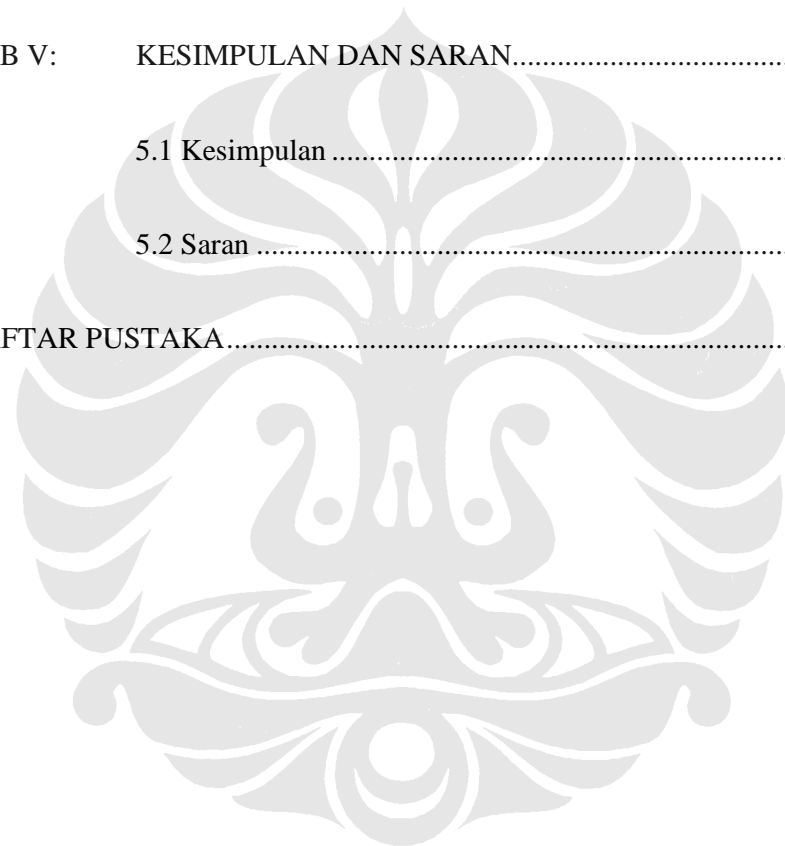 B V: KESIMPULAN DAN SARAN....................................
5.1 Kesimpulan .............................................................
5.2 Saran .......................................................................
FTAR PUSTAKA...........................................................................